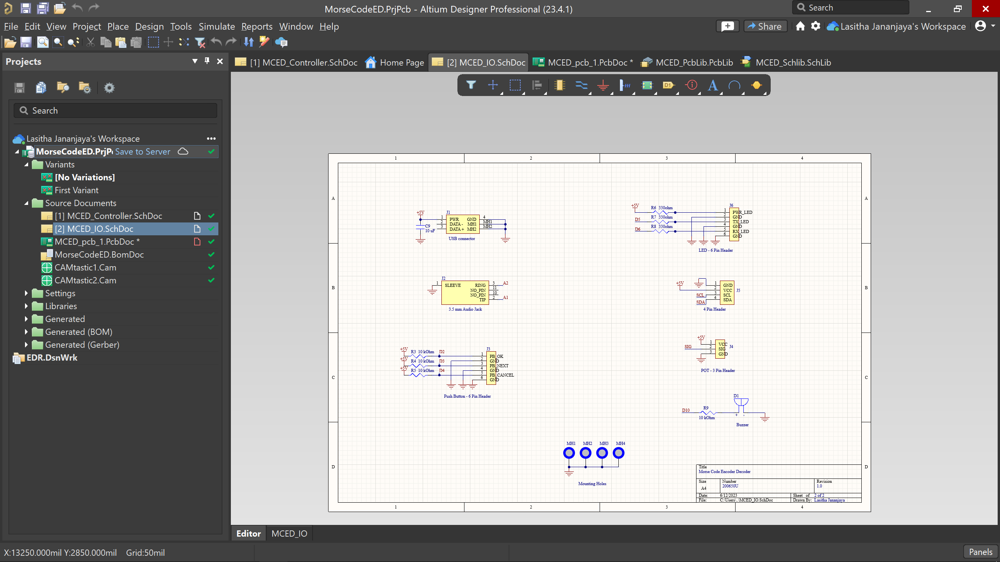 MorseCodeED.PrjPcb - Altium Designer Professional (23.4.1)
Search
File Edit View Project Place Design Tools Simulate Reports Window Help
Share
Lasitha Jananjaya's Workspace
Projects
[1] MCED_Controller.SchDoc
Home Page
[2] MCED_IO.SchDoc
MCED_pcb_1.PcbDoc *
MCED_PcbLib.PcbLib
MCED_Schlib.SchLib
Search
Lasitha Jananjaya's Workspace
MorseCodeED.PrjP Save to Server
Variants
[No Variations]
First Variant
Source Documents
[1] MCED_Controller.SchDoc
[2] MCED_IO.SchDoc
MCED_pcb_1.PcbDoc *
MorseCodeED.BomDoc
CAMtastic1.Cam
CAMtastic2.Cam
Settings
Libraries
Generated
Generated (BOM)
Generated (Gerber)
EDR.DsnWrk
D1
A
1 2 3 4
A A
+5V
C9
10 uF
J1
1 PWR GND 4
2 DATA - MH1 MH1
3 DATA + MH2 MH2
USB connector
+5V R6 330ohm
D5 R7 330ohm
D6 R8 330ohm
J6
1 PWR_LED
2 GND
3 TX_LED
4 GND
5 RX_LED
6 GND
LED - 6 Pin Header
B B
J2
1 SLEEVE RING 3 A2
NO_PIN 11
NO_PIN 10
TIP 2 A1
3.5 mm Audio Jack
+5V
SCL
SDA
1 GND
2 VCC
3 SCL
4 SDA
J5
4 Pin Header
C C
+5V R3 10 kOhm D2
+5V R4 10 kOhm D3
+5V R5 10 kOhm D4
J3
1 PB_OK
2 GND
3 PB_NEXT
4 GND
5 PB_CANCEL
6 GND
Push Button - 6 Pin Header
+5V
SIG
1 VCC
2 SIG
3 GND
J4
POT - 3 Pin Header
D1
D10 R9
10 kOhm
+ -
Buzzer
D D
MH1 MH2 MH3 MH4
Mounting Holes
Title
Morse Code Encoder Decoder
Size Number Revision
A4 200650U 1.0
Date: 6/12/2023 Sheet of 2 of 2
File: C:\Users\..\MCED_IO.SchDoc Drawn By: Lasitha Jananjaya
1 2 3 4
Editor MCED_IO
X:13250.000mil Y:2850.000mil Grid:50mil
Panels